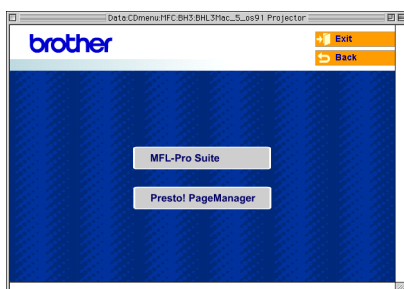 Data:CDmenu:MFC:BH3:BHL3Mac_5_os91 Projector
brother
Exit
Back
MFL-Pro Suite
Presto! PageManager